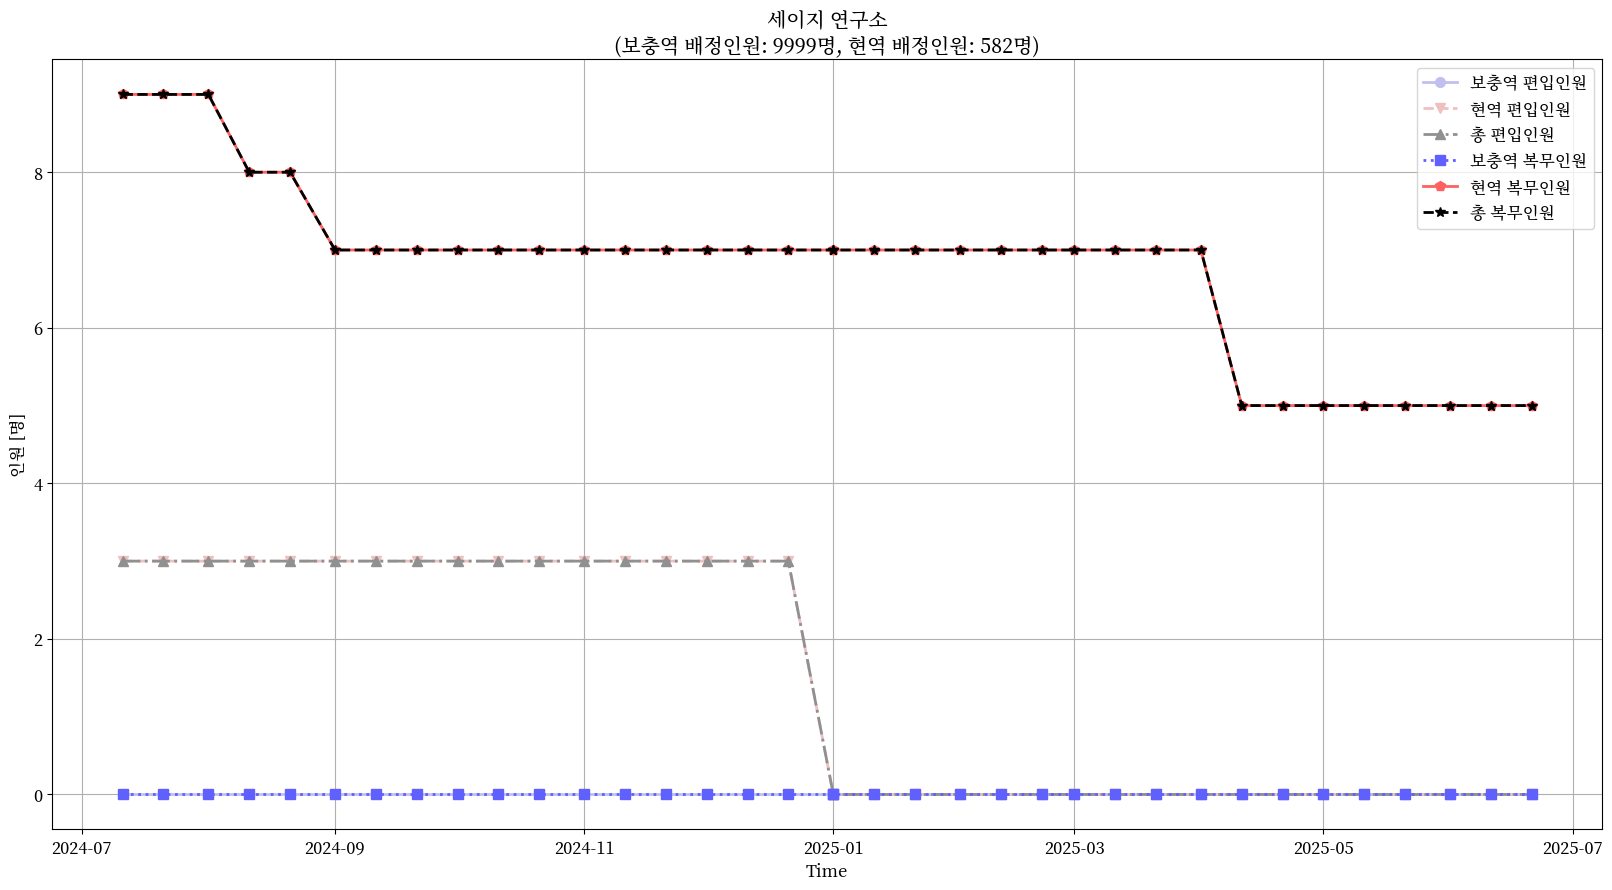 세이지 연구소
(보충역 배정인원: 9999명, 현역 배정인원: 582명)
보충역 편입인원
현역 편입인원
총 편입인원
보충역 복무인원
현역 복무인원
총 복무인원
인원 [명]
8
6
4
2
0
2024-07 2024-09 2024-11 2025-01 2025-03 2025-05 2025-07
Time